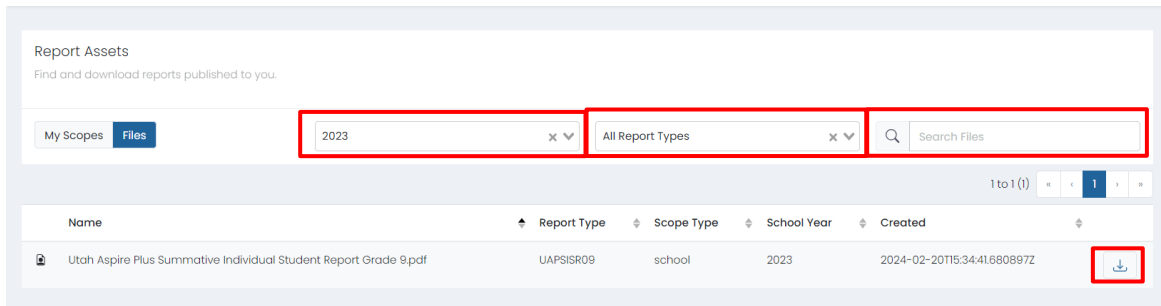 Report Assets
Find and download reports published to you.
My Scopes Files 2023 All Report Types Search Files
1 to 1 (1) « ‹ 1 › »
Name Report Type Scope Type School Year Created
Utah Aspire Plus Summative Individual Student Report Grade 9.pdf UAPSISR09 school 2023 2024-02-20T15:34:41.680897Z